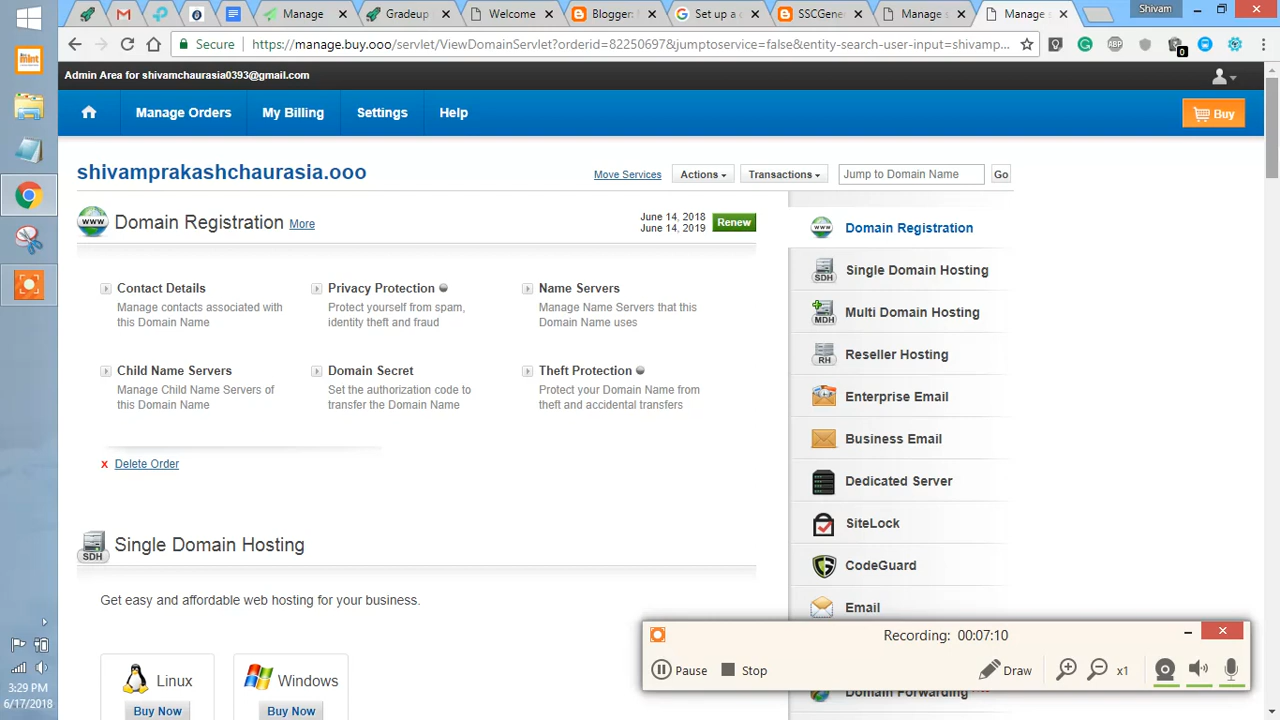 Manage
Gradeup
Welcome
Blogger:
Set up a
SSCGene
Manage s
Manage s
Shivam
Secure
https://manage.buy.ooo/servlet/ViewDomainServlet?orderid=82250697&jumptoservice=false&entity-search-user-input=shivamp...
ABP
0
Admin Area for shivamchaurasia0393@gmail.com
Manage Orders
My Billing
Settings
Help
Buy
shivamprakashchaurasia.ooo
Move Services
Actions
Transactions
Jump to Domain Name
Go
www
Domain Registration More
June 14, 2018
June 14, 2019
Renew
Contact Details
Manage contacts associated with
this Domain Name
Privacy Protection
Protect yourself from spam,
identity theft and fraud
Name Servers
Manage Name Servers that this
Domain Name uses
Child Name Servers
Manage Child Name Servers of
this Domain Name
Domain Secret
Set the authorization code to
transfer the Domain Name
Theft Protection
Protect your Domain Name from
theft and accidental transfers
x Delete Order
SDH
Single Domain Hosting
Get easy and affordable web hosting for your business.
Linux
Buy Now
Windows
Buy Now
www
Domain Registration
SDH
Single Domain Hosting
MDH
Multi Domain Hosting
RH
Reseller Hosting
Enterprise Email
Business Email
Dedicated Server
SiteLock
CodeGuard
Email
Domain Forwarding
Recording: 00:07:10
Pause
Stop
Draw
x1
mint
3:29 PM
6/17/2018